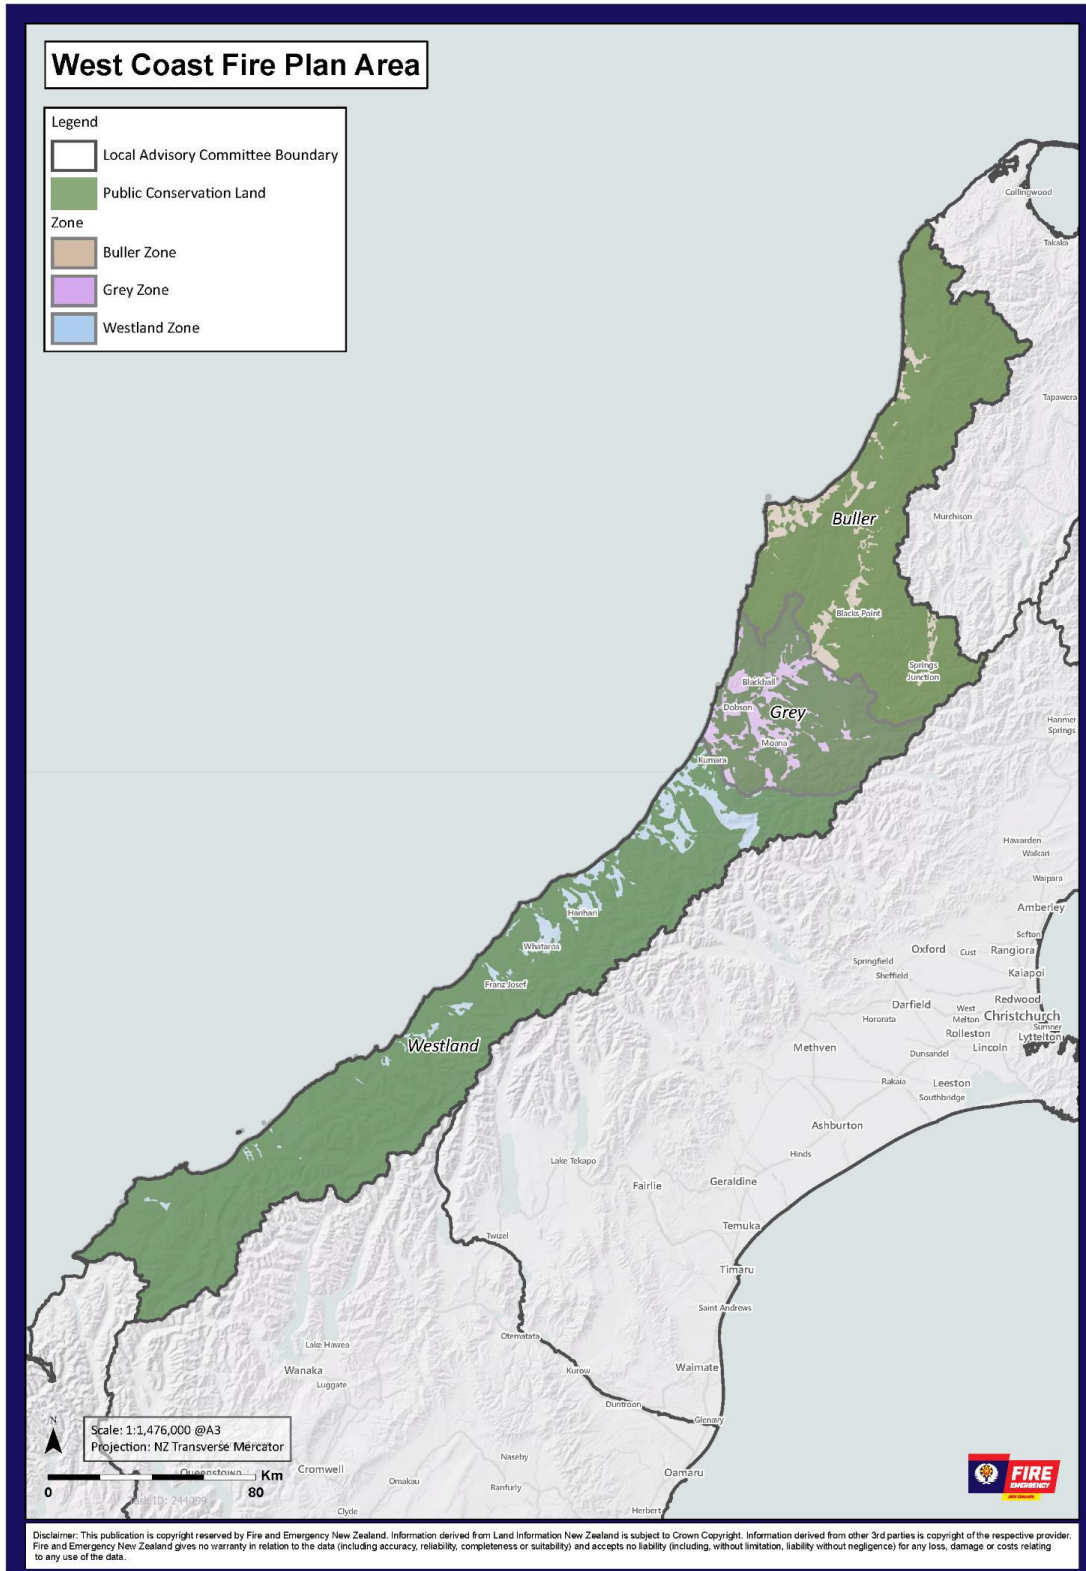 West Coast Fire Plan Area
Legend
Local Advisory Committee Boundary
Public Conservation Land
Zone
Buller Zone
Grey Zone
Westland Zone
Collingwood
Takaka
Tapawera
Murchison
Buller
Blacks Point
Springs
Junction
Blackball
Dobson
Grey
Moana
Kumara
Hanmer
Springs
Hawarden
Waikari
Waipara
Amberley
Sefton
Harihari
Whataroa
Oxford
Cust
Rangiora
Springfield
Kaiapoi
Sheffield
Franz Josef
Redwood
Darfield
West
Melton
Christchurch
Hororata
Sumner
Rolleston
Lyttelton
Westland
Methven
Lincoln
Dunsandel
Rakaia
Leeston
Southbridge
Ashburton
Hinds
Lake Tekapo
Fairlie
Geraldine
Temuka
Twizel
Timaru
Saint Andrews
Otematata
Lake Hawea
Wanaka
Kurow
Waimate
Luggate
Duntroon
Glenavy
N
Scale: 1:1,476,000 @A3
Projection: NZ Transverse Mercator
Naseby
Queenstown
Km
Cromwell
Oamaru
Omakau
Ranfurly
0 80
Task ID: 244099
Clyde
Herbert
FIRE
EMERGENCY
NEW ZEALAND
Disclaimer: This publication is copyright reserved by Fire and Emergency New Zealand. Information derived from Land Information New Zealand is subject to Crown Copyright. Information derived from other 3rd parties is copyright of the respective provider.
Fire and Emergency New Zealand gives no warranty in relation to the data (including accuracy, reliability, completeness or suitability) and accepts no liability (including, without limitation, liability without negligence) for any loss, damage or costs relating
to any use of the data.